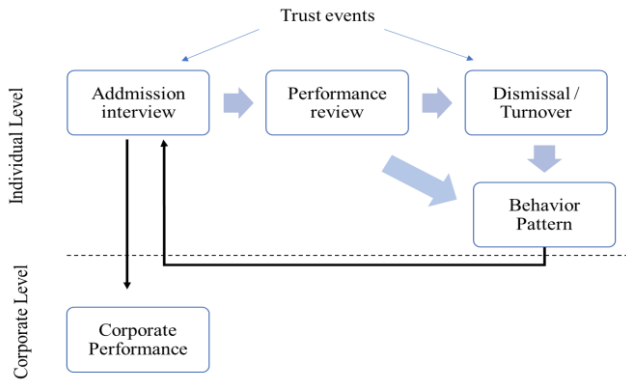 Trust events
Individual Level
Addmission
interview
Performance
review
Dismissal /
Turnover
Behavior
Pattern
Corporate Level
Corporate
Performance